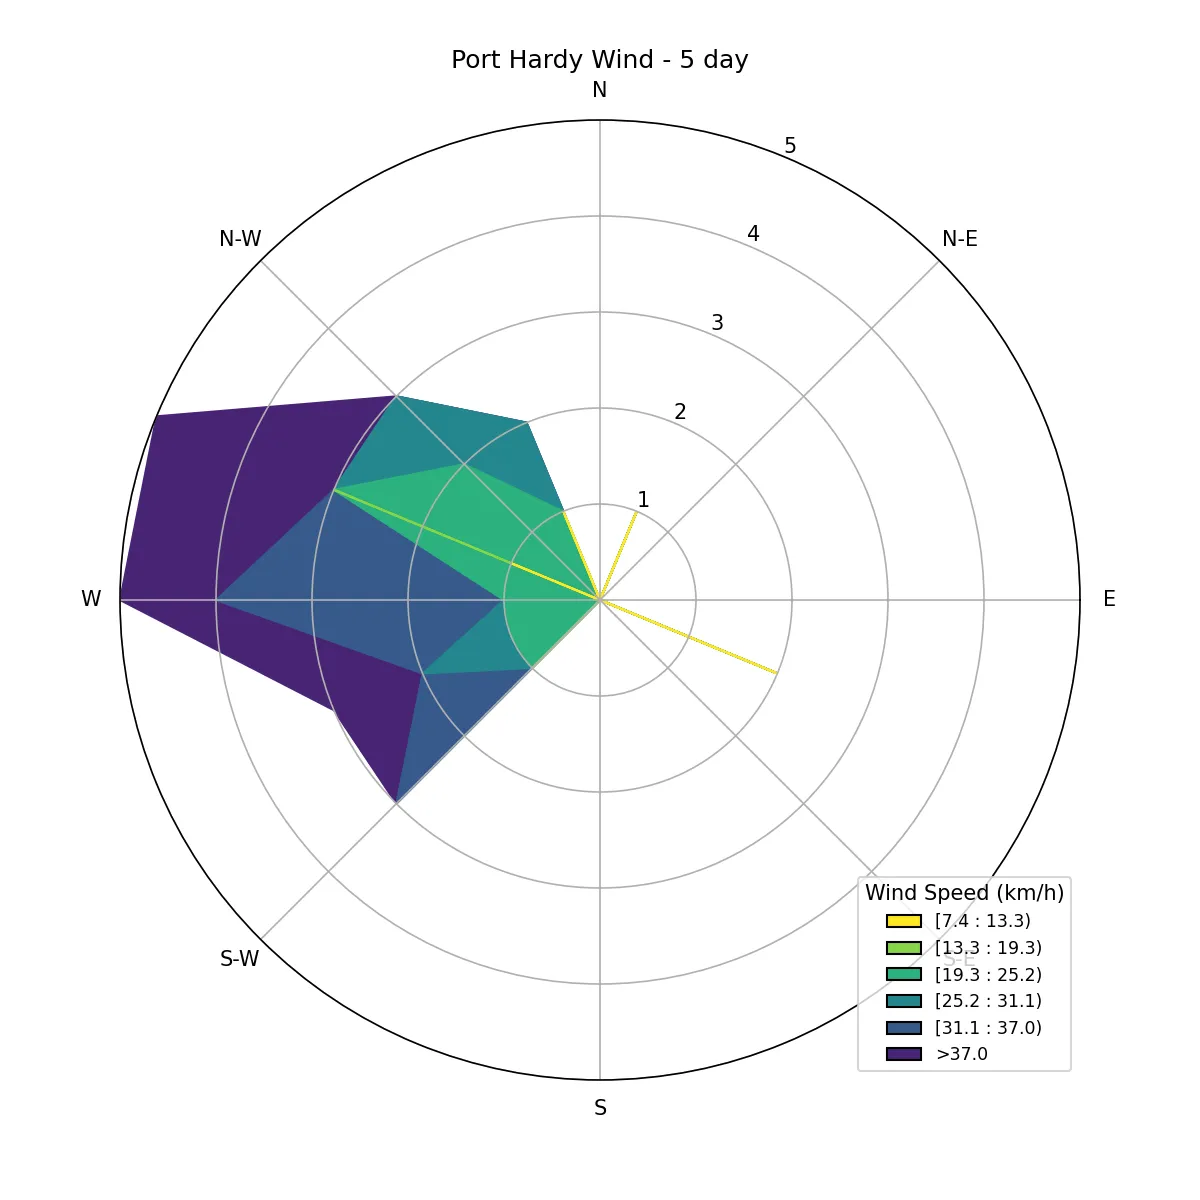 Port Hardy Wind - 5 day
N
5
N-W
4
N-E
3
2
1
W
E
Wind Speed (km/h)
[7.4 : 13.3)
[13.3 : 19.3)
S-W
S-E
[19.3 : 25.2)
[25.2 : 31.1)
[31.1 : 37.0)
>37.0
S